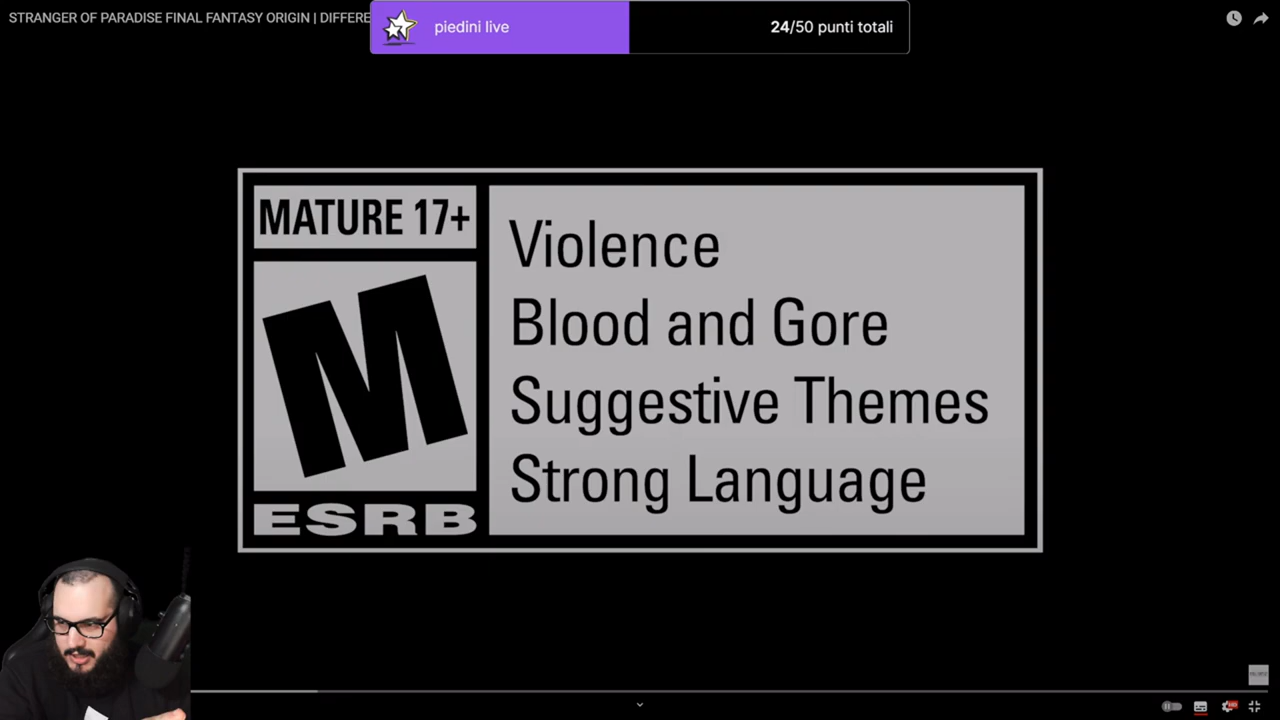 STRANGER OF PARADISE FINAL FANTASY ORIGIN | DIFFERE
piedini live
24/50 punti totali
MATURE 17+
M
ESRB
Violence
Blood and Gore
Suggestive Themes
Strong Language